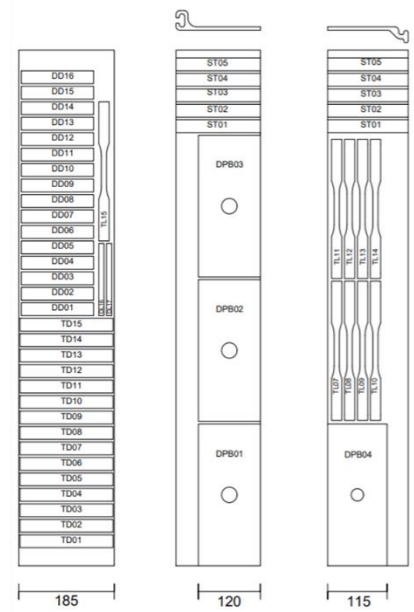 DD16
DD15
DD14
DD13
DD12
DD11
DD10
DD09
DD08
DD07
DD06
DD05
DD04
DD03
DD02
DD01
TL15
TD15
TD14
TD13
TD12
TD11
TD10
TD09
TD08
TD07
TD06
TD05
TD04
TD03
TD02
TD01
185
ST05
ST04
ST03
ST02
ST01
DPB03
DPB02
DPB01
120
ST05
ST04
ST03
ST02
ST01
TL11
TL12
TL13
TL14
TL07
TL08
TL09
TL10
DPB04
115